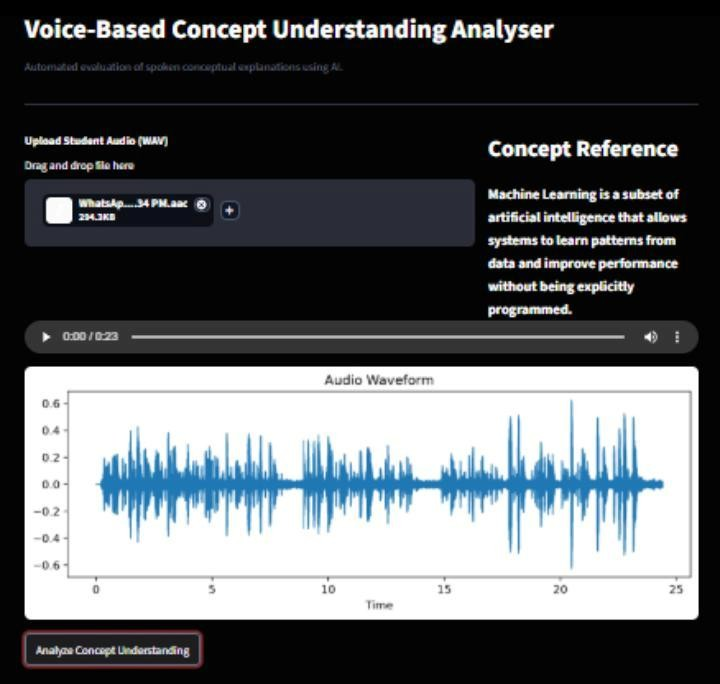 Voice-Based Concept Understanding Analyser
Automated evaluation of spoken conceptual explanations using AI.
Upload Student Audio (WAV)
Drag and drop file here
WhatsAp....34 PM.aac
294.3KB
Concept Reference
Machine Learning is a subset of
artificial intelligence that allows
systems to learn patterns from
data and improve performance
without being explicitly
programmed.
0:00 / 0:23
Audio Waveform
0.6
0.4
0.2
0.0
−0.2
−0.4
−0.6
0 5 10 15 20 25
Time
Analyze Concept Understanding